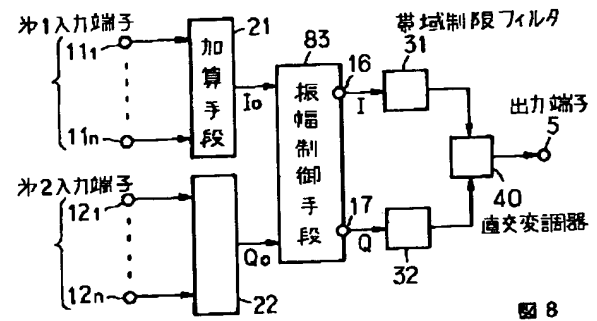 第1入力端子
11₁
11n
加算手段
21
I₀
第2入力端子
12₁
12n
22
Q₀
83
振幅制御手段
16
I
17
Q
帯域制限フィルタ
31
32
40
直交変調器
出力端子
5
図8